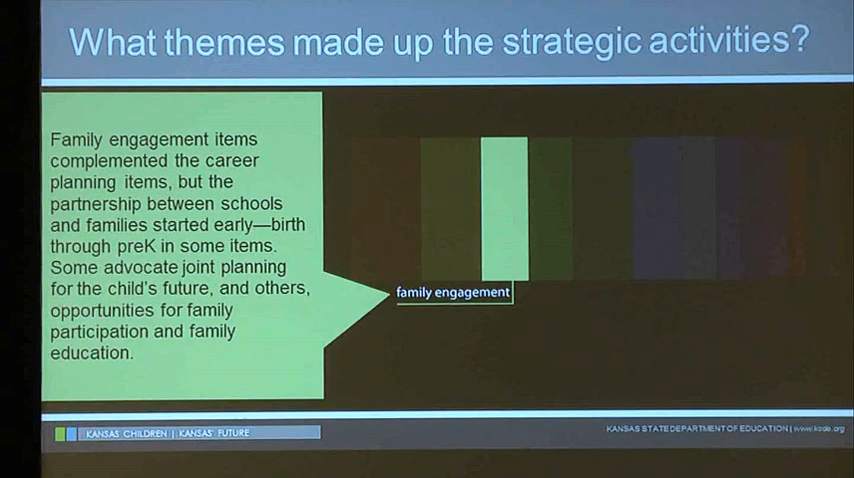 What themes made up the strategic activities?
Family engagement items
complemented the career
planning items, but the
partnership between schools
and families started early—birth
through preK in some items.
Some advocate joint planning
for the child's future, and others,
opportunities for family
participation and family
education.
family engagement
KANSAS CHILDREN | KANSAS' FUTURE
KANSAS STATE DEPARTMENT OF EDUCATION | www.ksde.org